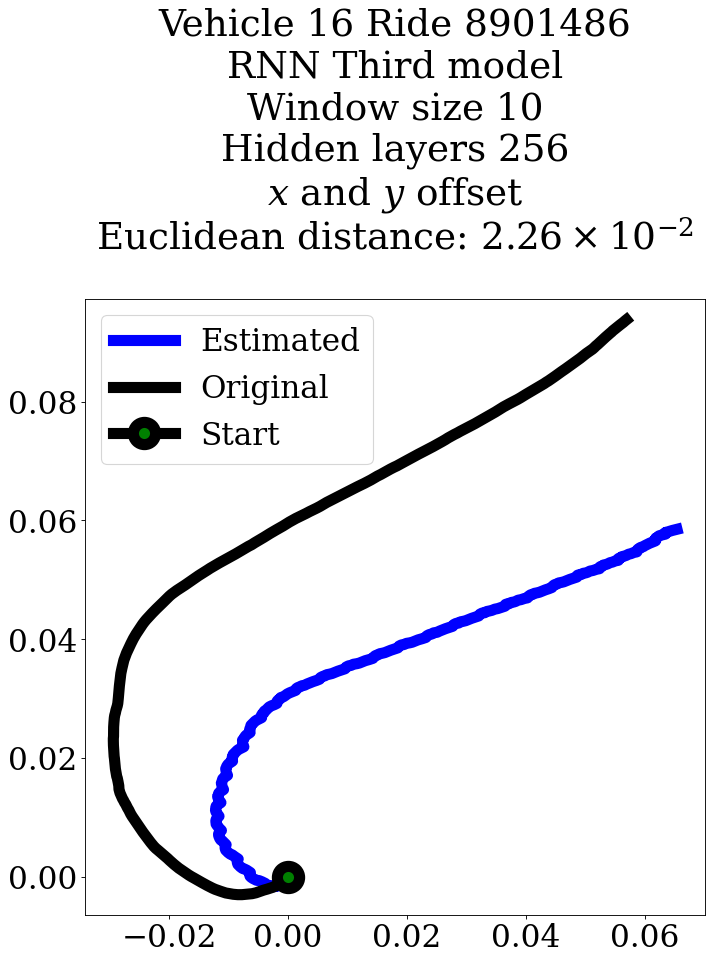 Vehicle 16 Ride 8901486
RNN Third model
Window size 10
Hidden layers 256
x and y offset
Euclidean distance: 2.26 × 10⁻²
Estimated
Original
Start
0.08
0.06
0.04
0.02
0.00
−0.02 0.00 0.02 0.04 0.06